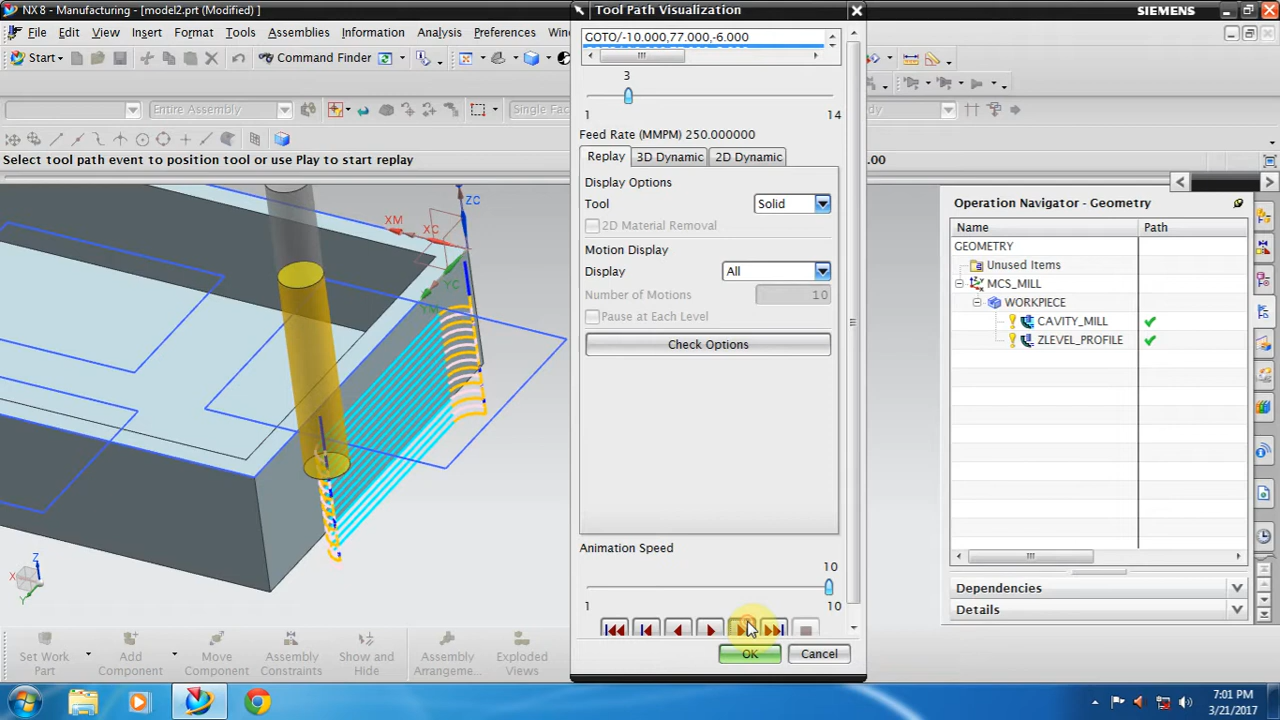 NX 8 - Manufacturing - [model2.prt (Modified) ]
SIEMENS
File Edit View Insert Format Tools Assemblies Information Analysis Preferences Win
Start Command Finder
Entire Assembly
Single Face
Select tool path event to position tool or use Play to start replay
Tool Path Visualization
GOTO/-10.000,77.000,-6.000
3
1 14
Feed Rate (MMPM) 250.000000
Replay 3D Dynamic 2D Dynamic
Display Options
Tool Solid
2D Material Removal
Motion Display
Display All
Number of Motions 10
Pause at Each Level
Check Options
Animation Speed
10
1 10
OK Cancel
ZC
XM
XC
YC
YM
Z
X
Y
Operation Navigator - Geometry
Name Path
GEOMETRY
Unused Items
MCS_MILL
WORKPIECE
CAVITY_MILL
ZLEVEL_PROFILE
Dependencies
Details
Set Work Part
Add Component
Move Component
Assembly Constraints
Show and Hide
Assembly Arrangeme...
Exploded Views
7:01 PM
3/21/2017